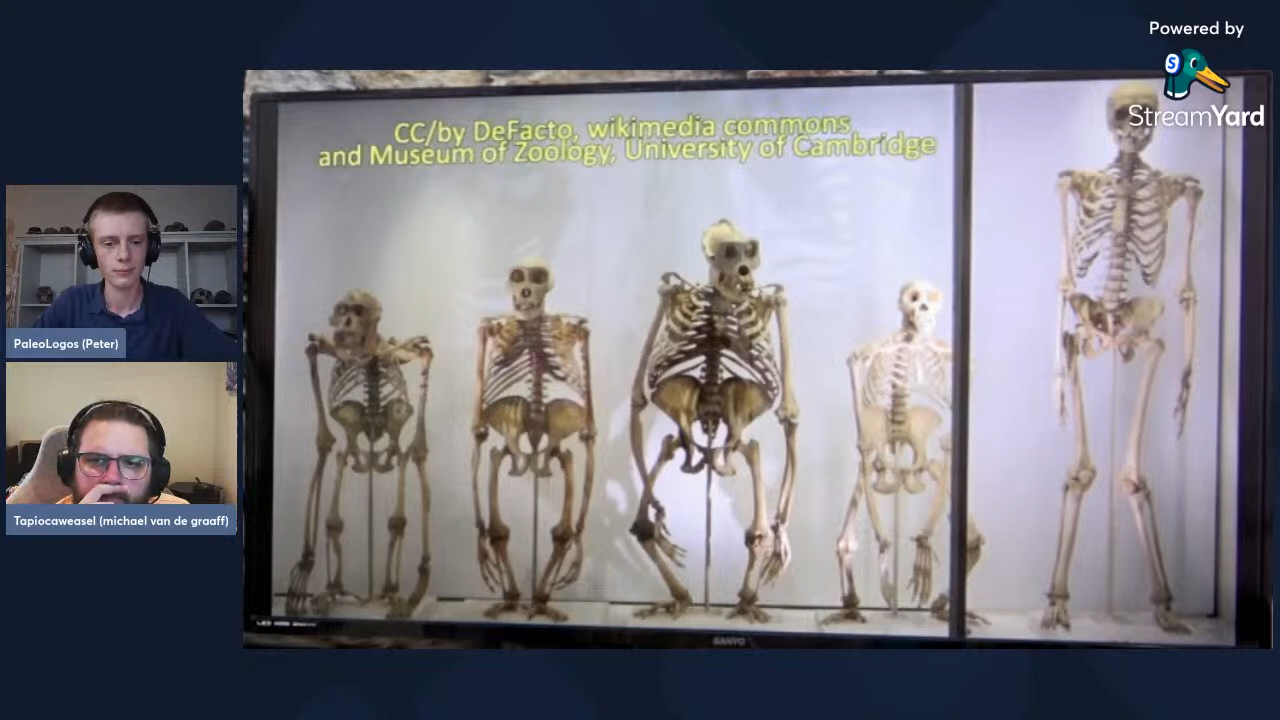 Powered by
StreamYard
CC/by DeFacto, wikimedia commons
and Museum of Zoology, University of Cambridge
PaleoLogos (Peter)
Tapiocaweasel (michael van de graaff)
SANYO